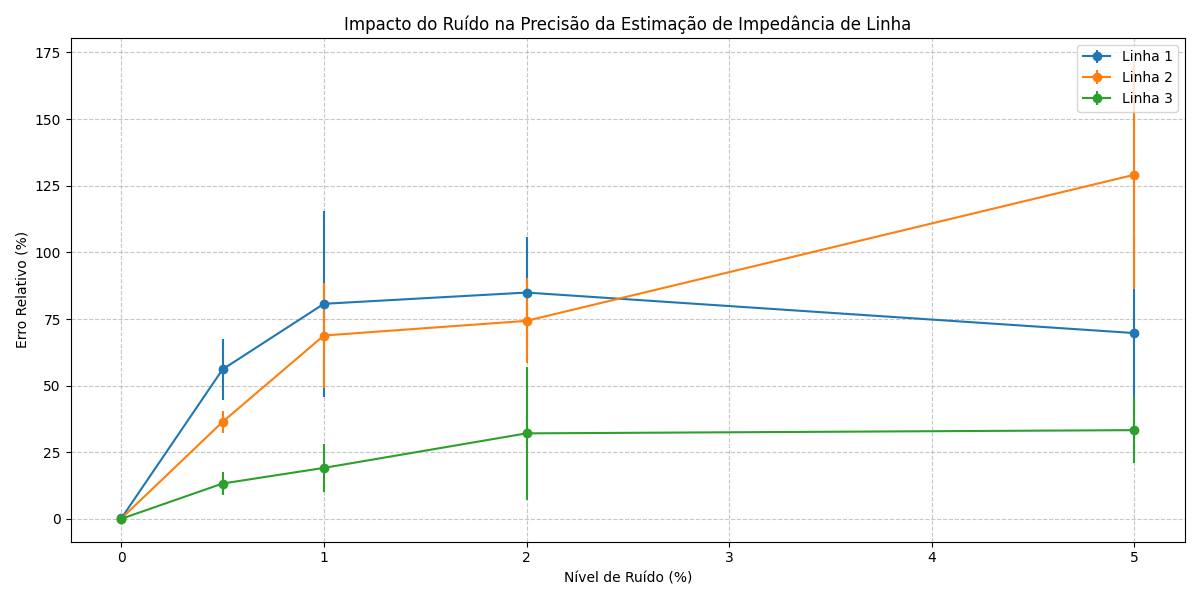 Impacto do Ruído na Precisão da Estimação de Impedância de Linha
Linha 1
Linha 2
Linha 3
Erro Relativo (%)
175
150
125
100
75
50
25
0
0 1 2 3 4 5
Nível de Ruído (%)